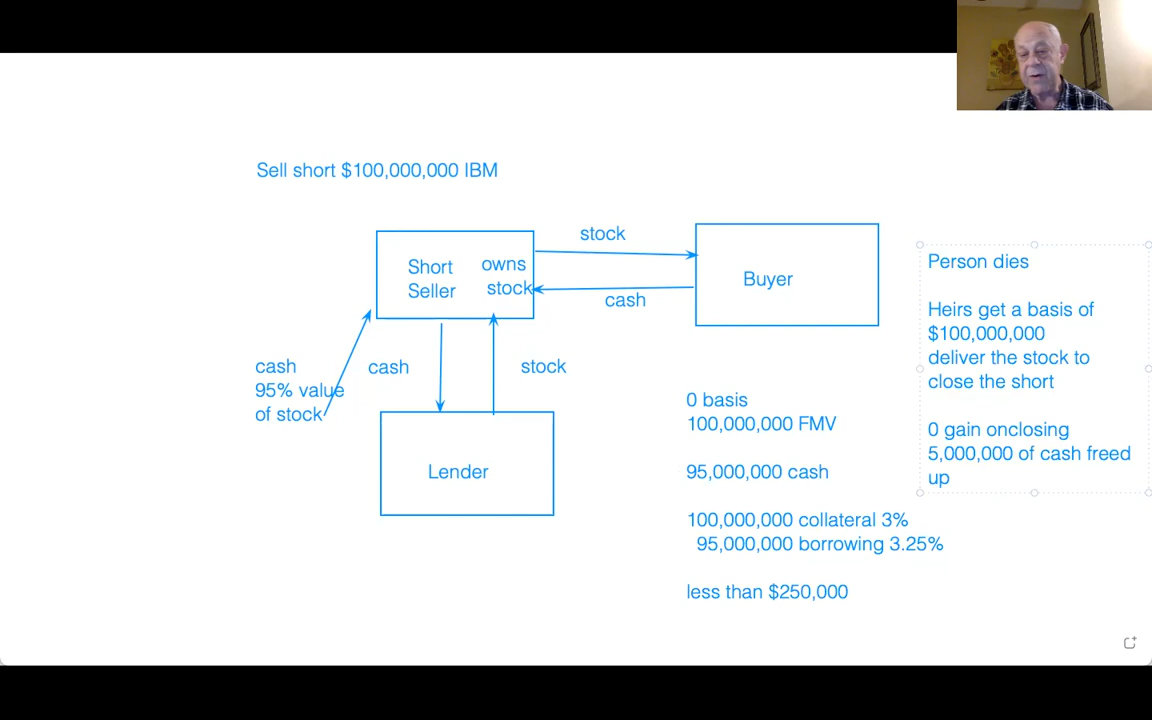 Sell short $100,000,000 IBM
stock
Short
Seller
owns
stock
Buyer
cash
cash
95% value
of stock
cash
stock
Lender
0 basis
100,000,000 FMV
95,000,000 cash
100,000,000 collateral 3%
95,000,000 borrowing 3.25%
less than $250,000
Person dies
Heirs get a basis of
$100,000,000
deliver the stock to
close the short
0 gain onclosing
5,000,000 of cash freed
up